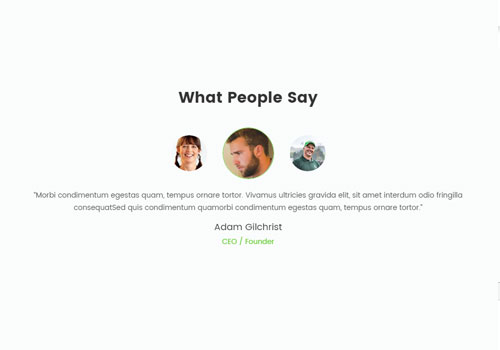 What People Say
"Morbi condimentum egestas quam, tempus ornare tortor. Vivamus ultricies gravida elit, sit amet interdum odio fringilla
consequatSed quis condimentum quamorbi condimentum egestas quam, tempus ornare tortor."
Adam Gilchrist
CEO / Founder